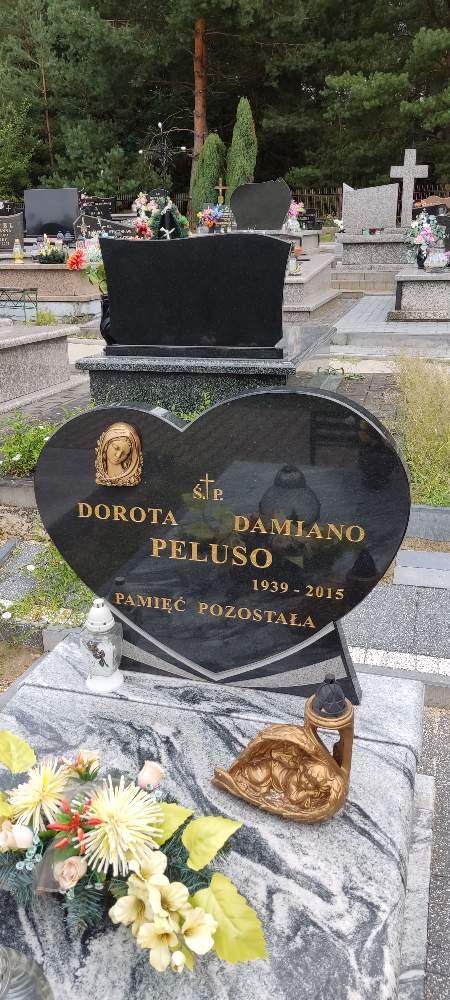 Ś.P.
DOROTA DAMIANO
PELUSO
1939 - 2015
PAMIĘĆ POZOSTAŁA